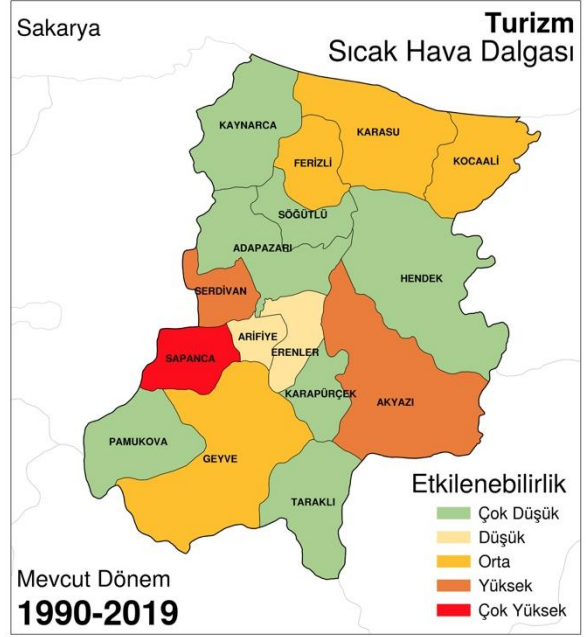 Sakarya
Turizm
Sıcak Hava Dalgası
KAYNARCA
KARASU
FERİZLİ
KOCAALİ
SÖĞÜTLÜ
ADAPAZARI
HENDEK
SERDİVAN
ARİFİYE
ERENLER
SAPANCA
KARAPÜRÇEK
AKYAZI
PAMUKOVA
GEYVE
TARAKLI
Etkilenebilirlik
Çok Düşük
Düşük
Orta
Yüksek
Çok Yüksek
Mevcut Dönem
1990-2019